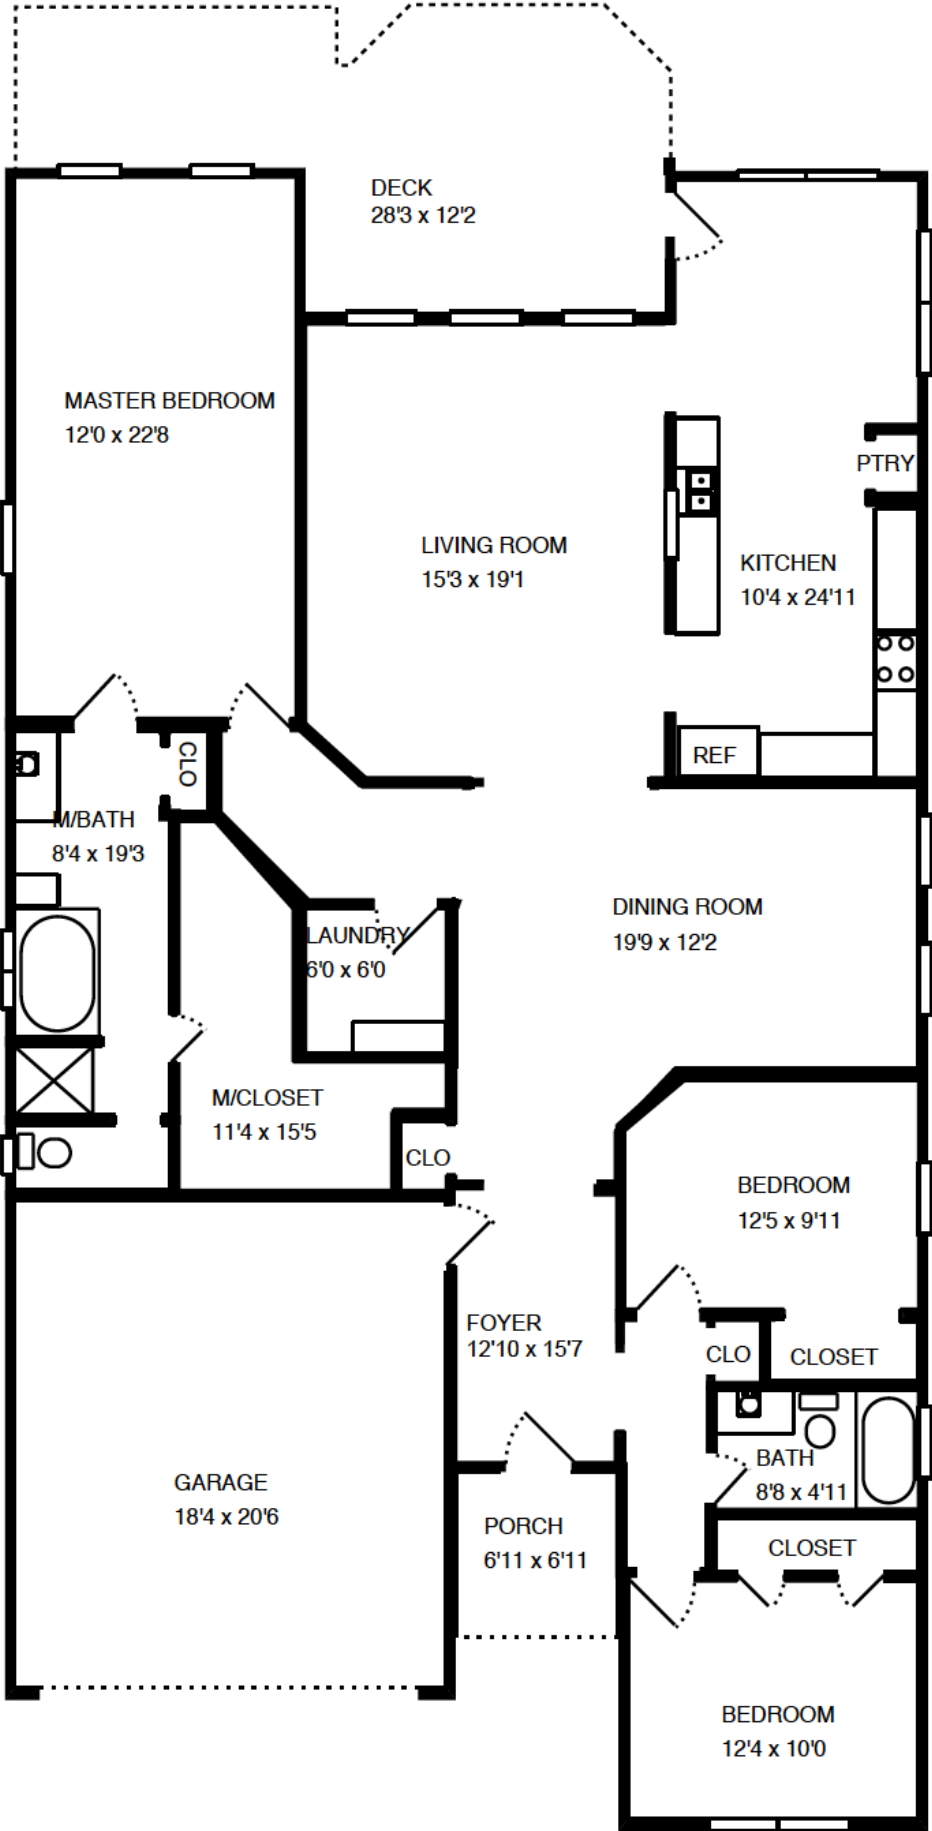 DECK
28'3 x 12'2
MASTER BEDROOM
12'0 x 22'8
PTRY
LIVING ROOM
15'3 x 19'1
KITCHEN
10'4 x 24'11
REF
CLO
M/BATH
8'4 x 19'3
DINING ROOM
19'9 x 12'2
LAUNDRY
6'0 x 6'0
M/CLOSET
11'4 x 15'5
CLO
BEDROOM
12'5 x 9'11
FOYER
12'10 x 15'7
CLO
CLOSET
BATH
8'8 x 4'11
GARAGE
18'4 x 20'6
PORCH
6'11 x 6'11
CLOSET
BEDROOM
12'4 x 10'0